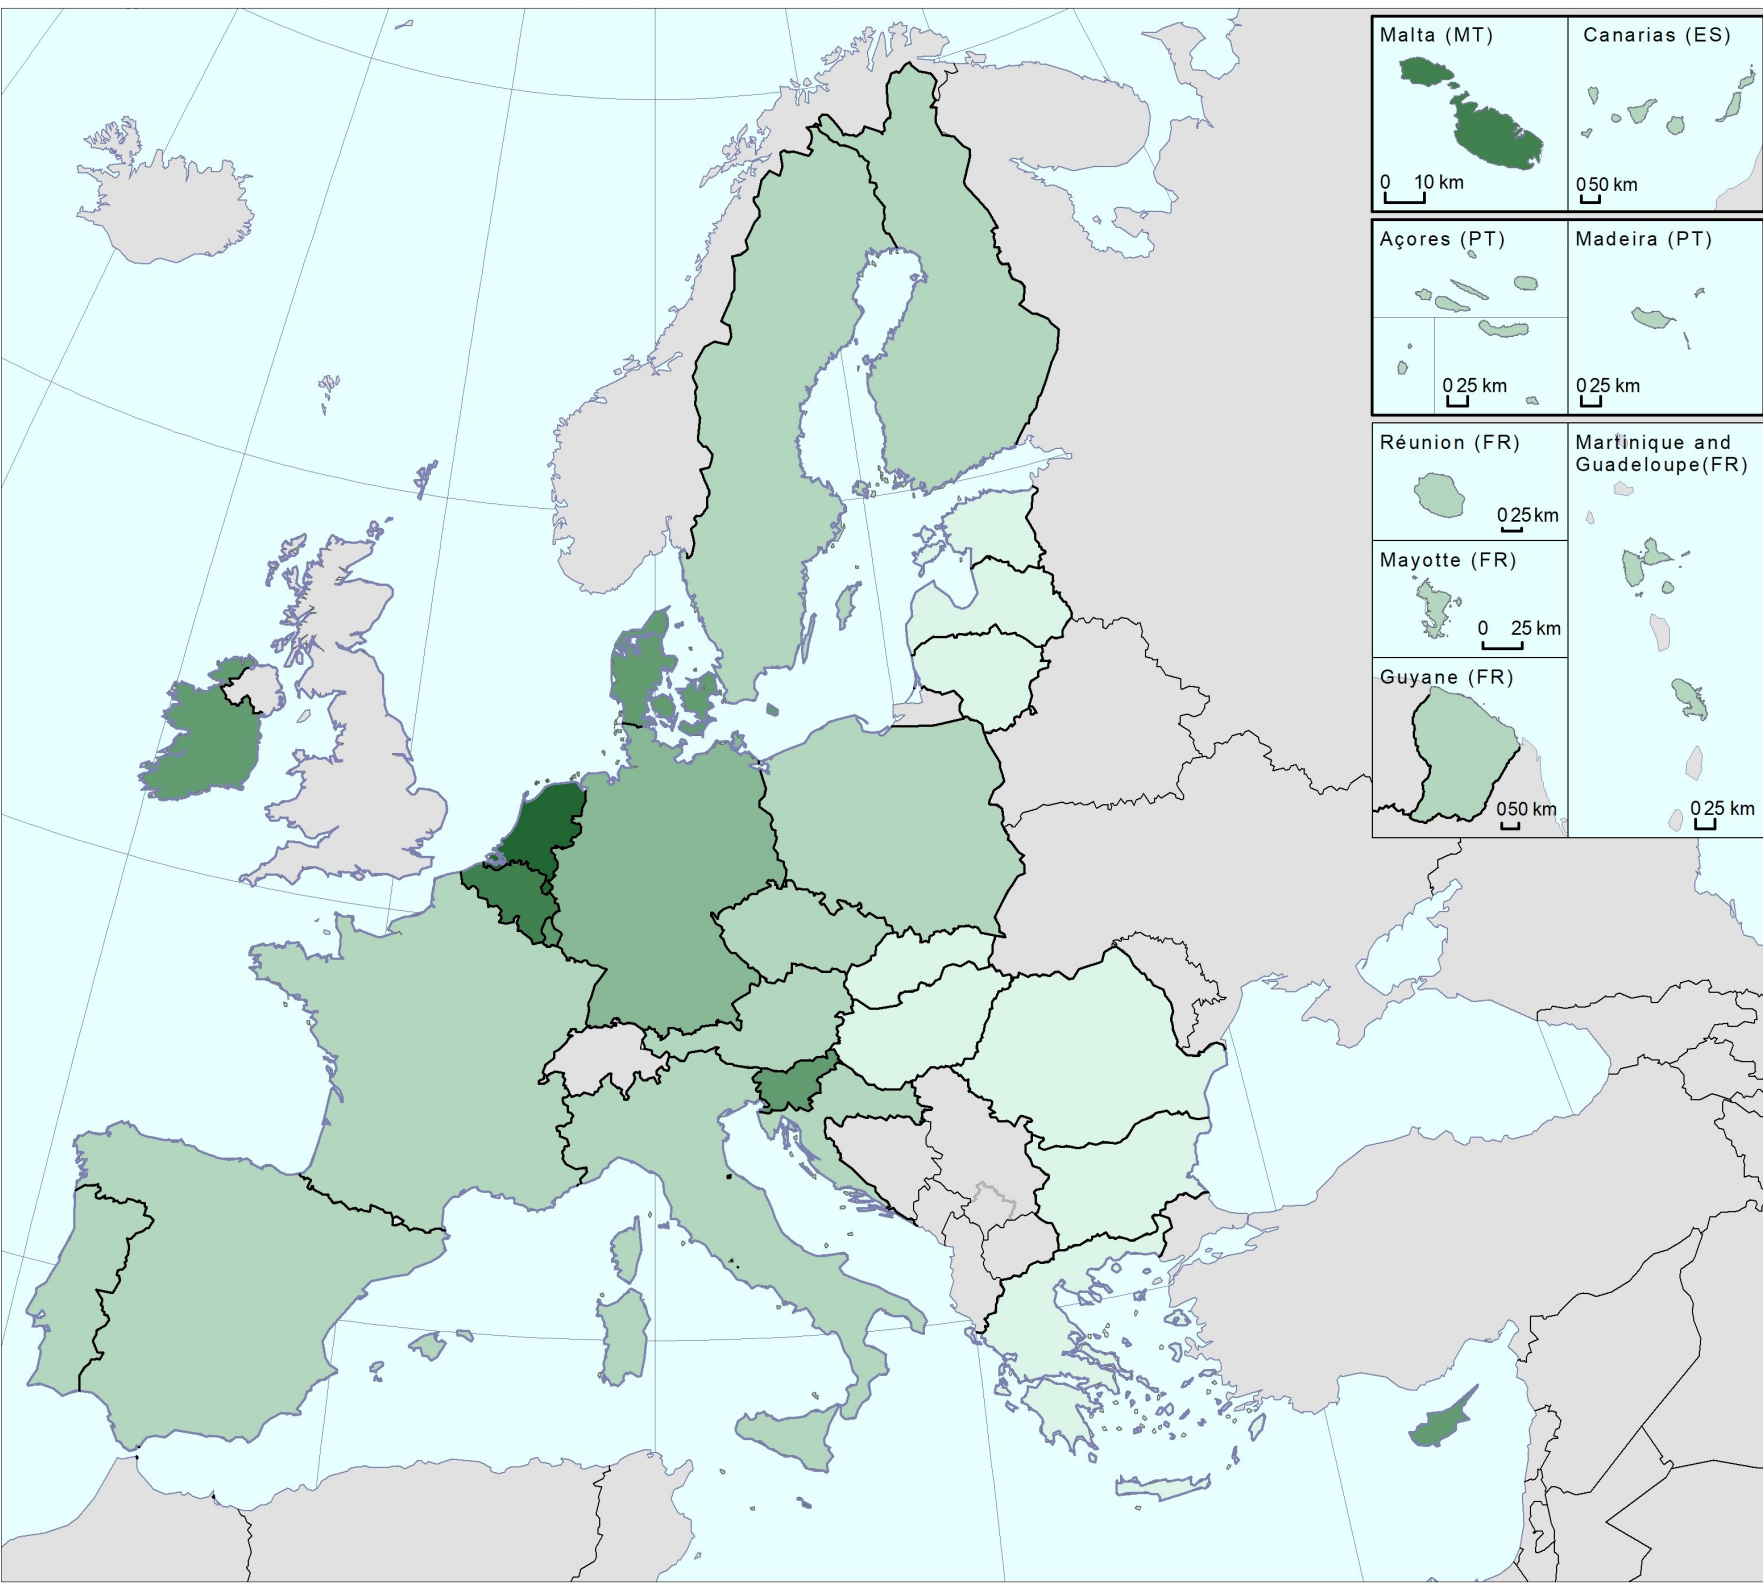 Malta (MT)
0 10 km
Canarias (ES)
0 50 km
Açores (PT)
0 25 km
Madeira (PT)
0 25 km
Réunion (FR)
0 25 km
Martinique and
Guadeloupe(FR)
0 25 km
Mayotte (FR)
0 25 km
Guyane (FR)
0 50 km